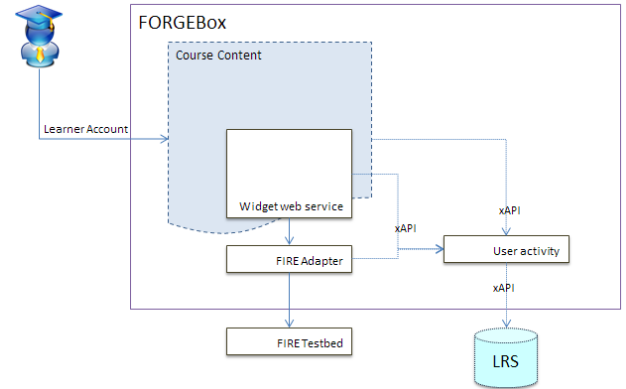 FORGEBox
Course Content
Learner Account
Widget web service
xAPI
xAPI
User activity
FIRE Adapter
xAPI
FIRE Testbed
LRS